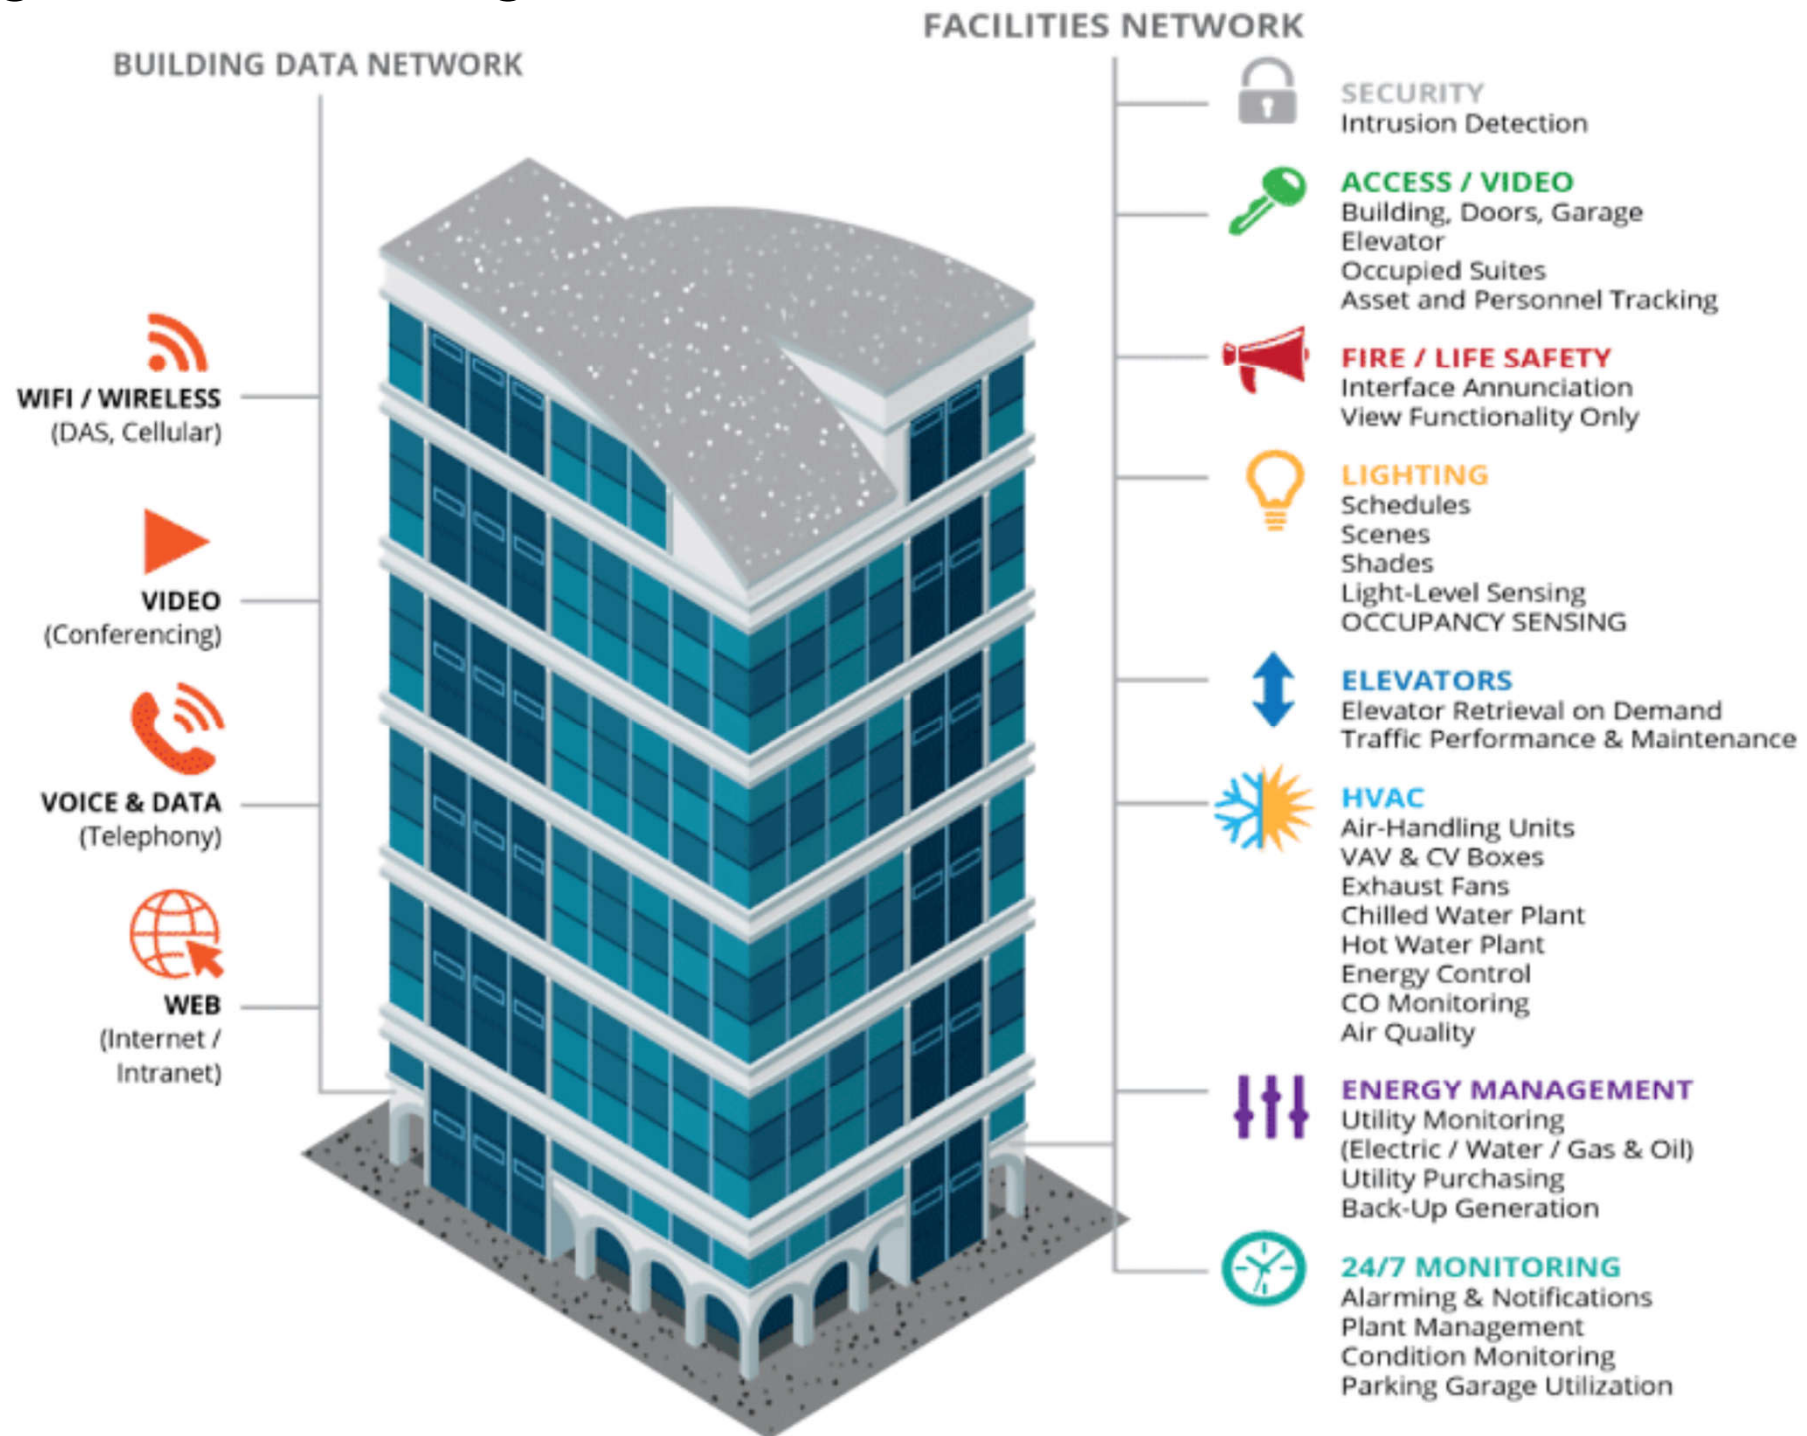 BUILDING DATA NETWORK
WIFI / WIRELESS
(DAS, Cellular)
VIDEO
(Conferencing)
VOICE & DATA
(Telephony)
WEB
(Internet /
Intranet)
FACILITIES NETWORK
SECURITY
Intrusion Detection
ACCESS / VIDEO
Building, Doors, Garage
Elevator
Occupied Suites
Asset and Personnel Tracking
FIRE / LIFE SAFETY
Interface Annunciation
View Functionality Only
LIGHTING
Schedules
Scenes
Shades
Light-Level Sensing
OCCUPANCY SENSING
ELEVATORS
Elevator Retrieval on Demand
Traffic Performance & Maintenance
HVAC
Air-Handling Units
VAV & CV Boxes
Exhaust Fans
Chilled Water Plant
Hot Water Plant
Energy Control
CO Monitoring
Air Quality
ENERGY MANAGEMENT
Utility Monitoring
(Electric / Water / Gas & Oil)
Utility Purchasing
Back-Up Generation
24/7 MONITORING
Alarming & Notifications
Plant Management
Condition Monitoring
Parking Garage Utilization